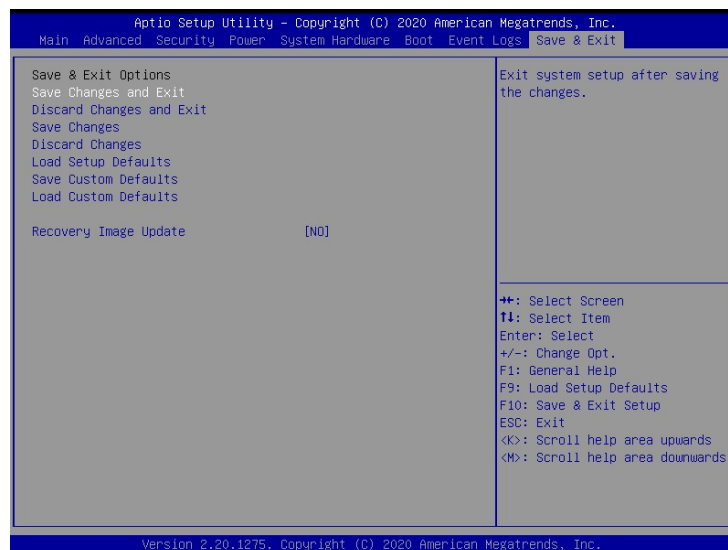 Aptio Setup Utility – Copyright (C) 2020 American Megatrends, Inc.
Main Advanced Security Power System Hardware Boot Event Logs Save & Exit
Save & Exit Options
Save Changes and Exit
Discard Changes and Exit
Save Changes
Discard Changes
Load Setup Defaults
Save Custom Defaults
Load Custom Defaults
Recovery Image Update [NO]
Exit system setup after saving
the changes.
→←: Select Screen
↑↓: Select Item
Enter: Select
+/-: Change Opt.
F1: General Help
F9: Load Setup Defaults
F10: Save & Exit Setup
ESC: Exit
<K>: Scroll help area upwards
<M>: Scroll help area downwards
Version 2.20.1275. Copyright (C) 2020 American Megatrends, Inc.